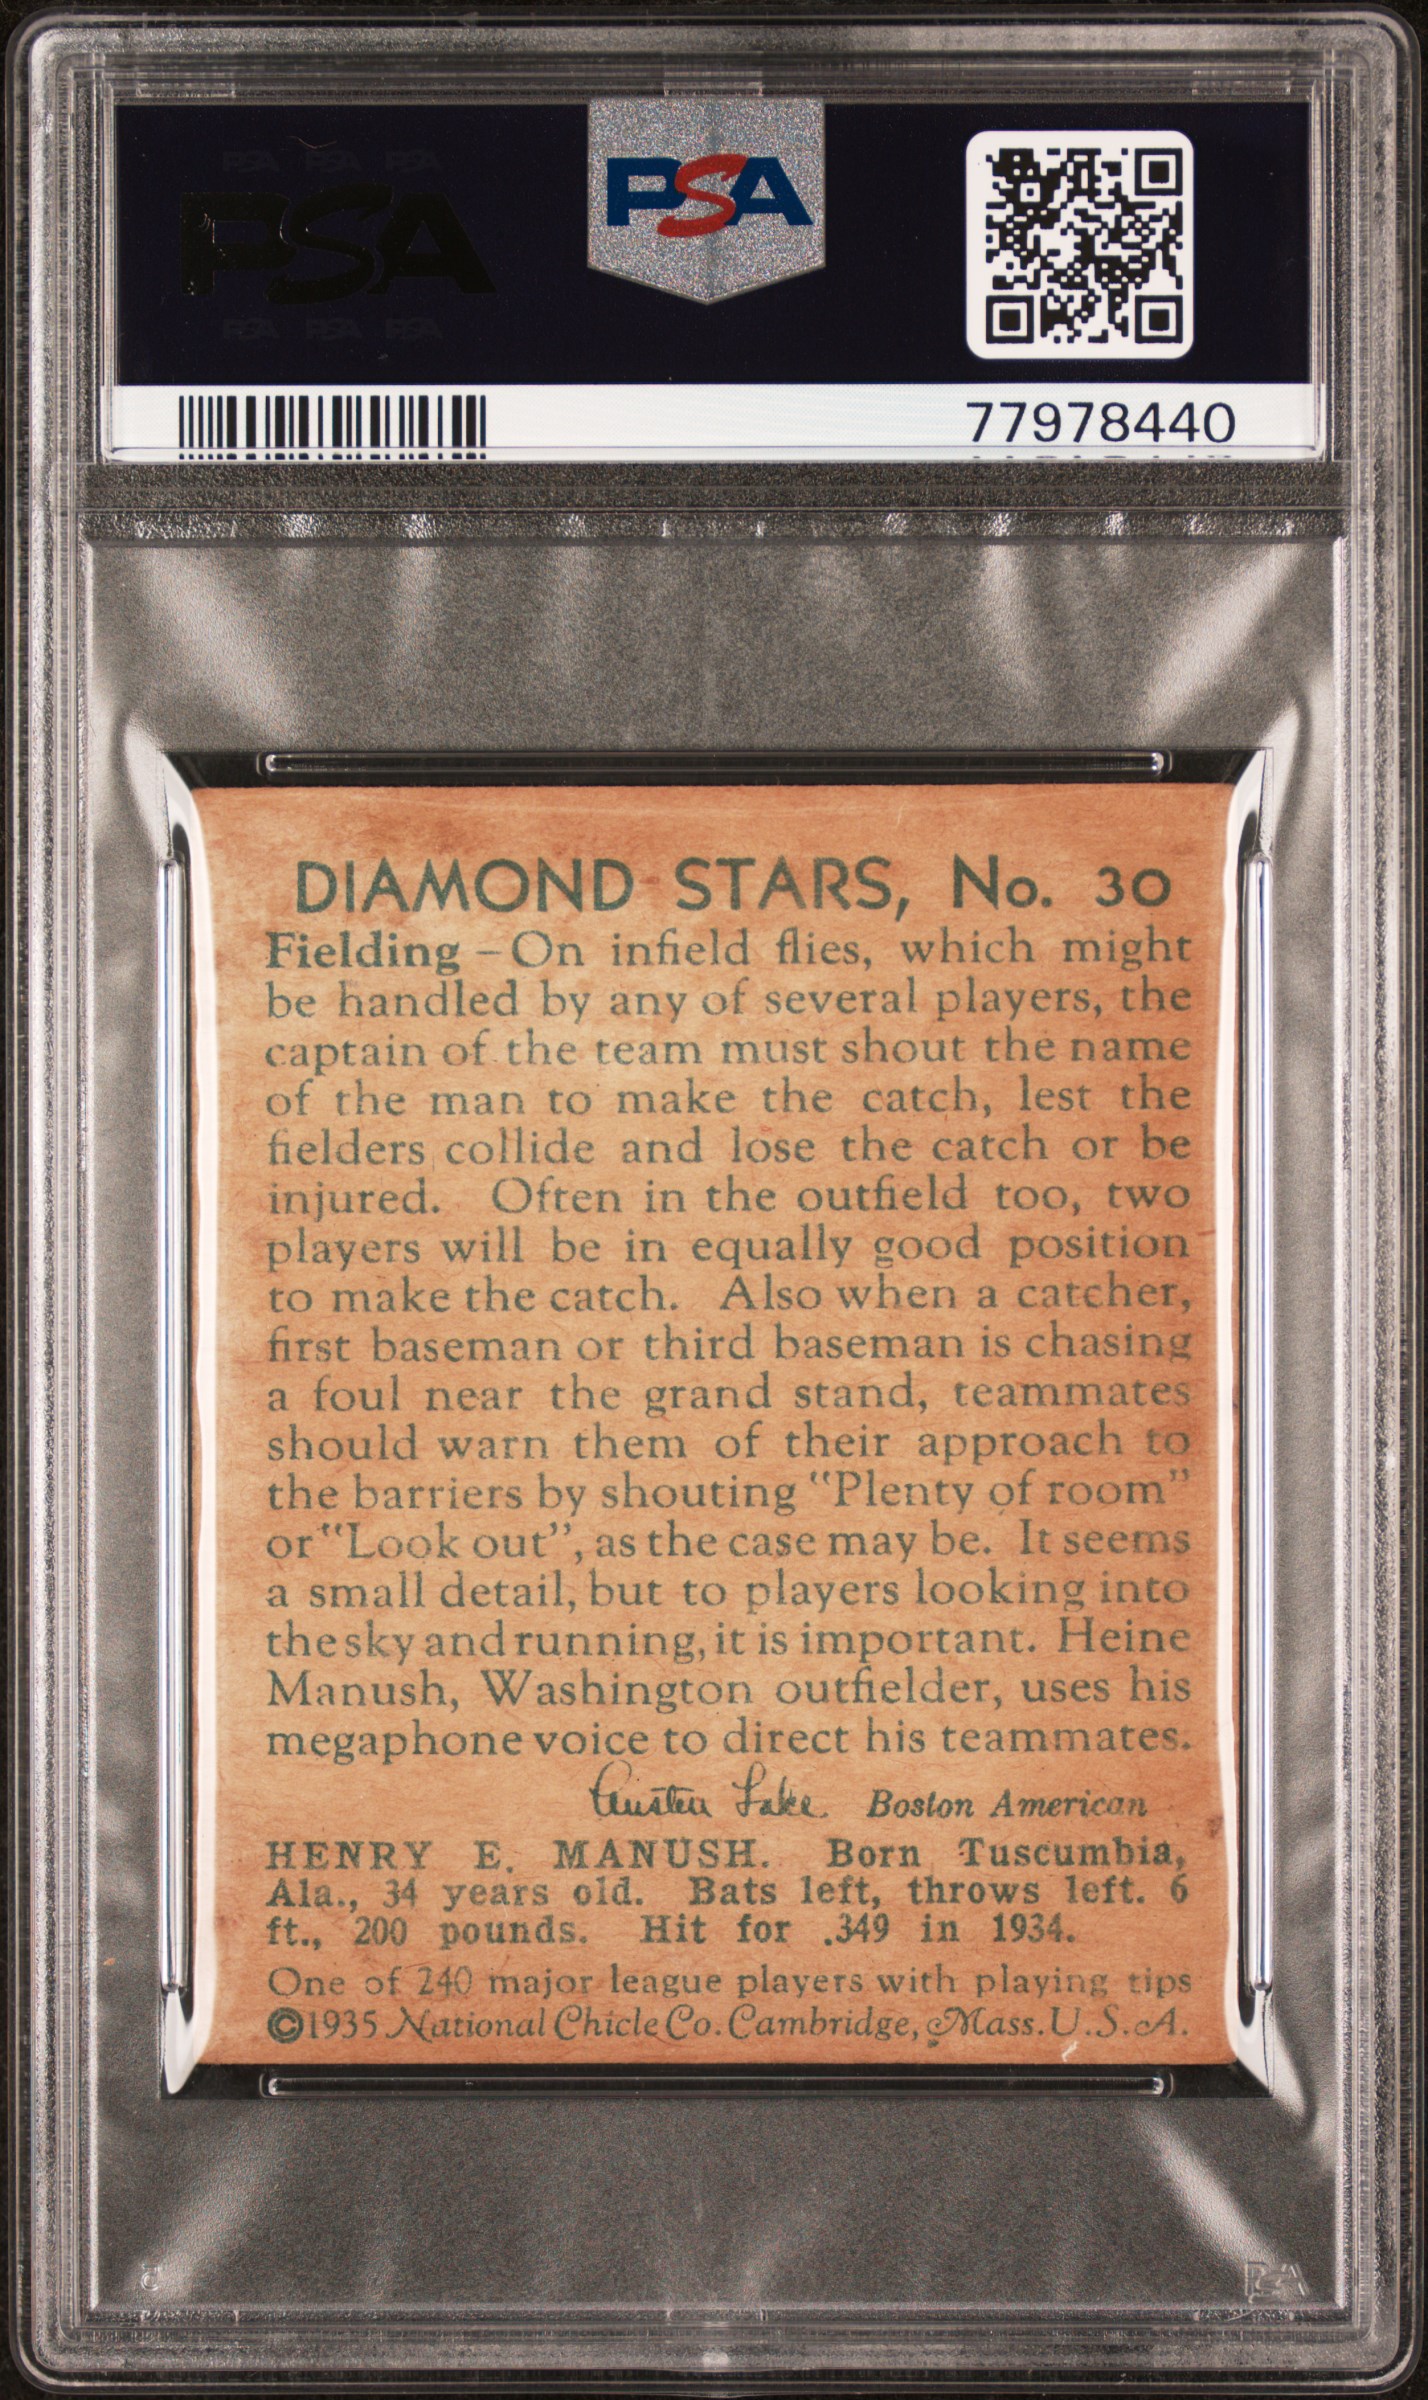 PSA PSA PSA
PSA
PSA PSA PSA
PSA
77978440
DIAMOND STARS, No. 30
Fielding – On infield flies, which might
be handled by any of several players, the
captain of the team must shout the name
of the man to make the catch, lest the
fielders collide and lose the catch or be
injured. Often in the outfield too, two
players will be in equally good position
to make the catch. Also when a catcher,
first baseman or third baseman is chasing
a foul near the grand stand, teammates
should warn them of their approach to
the barriers by shouting "Plenty of room"
or "Look out", as the case may be. It seems
a small detail, but to players looking into
the sky and running, it is important. Heine
Manush, Washington outfielder, uses his
megaphone voice to direct his teammates.
Austen Lake. Boston American
HENRY E. MANUSH. Born Tuscumbia,
Ala., 34 years old. Bats left, throws left. 6
ft., 200 pounds. Hit for .349 in 1934.
One of 240 major league players with playing tips
©1935 National Chicle Co. Cambridge, Mass. U.S.A.
PSA